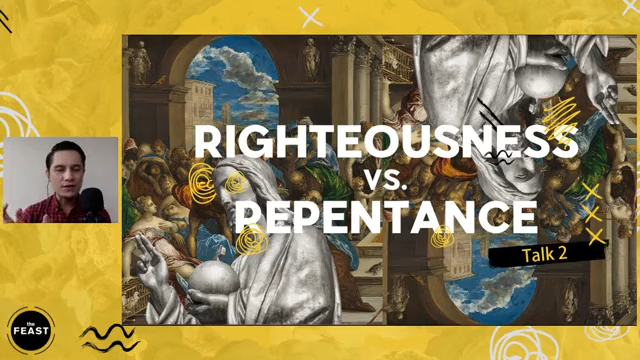 RIGHTEOUSNESS
VS.
REPENTANCE
Talk 2
the
FEAST